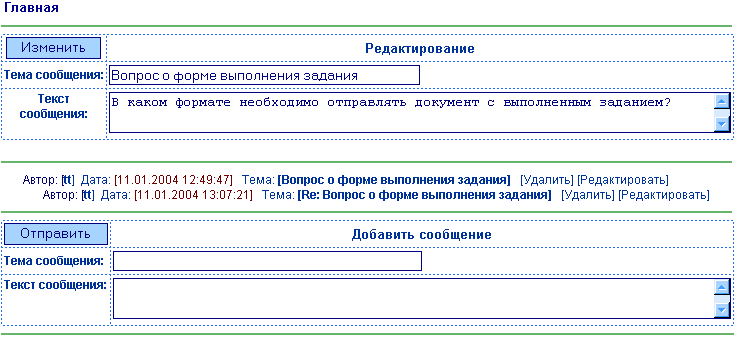 Главная
Изменить Редактирование
Тема сообщения: Вопрос о форме выполнения задания
Текст сообщения: В каком формате необходимо отправлять документ с выполненным заданием?
Автор: [tt] Дата: [11.01.2004 12:49:47] Тема: [Вопрос о форме выполнения задания] [Удалить] [Редактировать]
Автор: [tt] Дата: [11.01.2004 13:07:21] Тема: [Re: Вопрос о форме выполнения задания] [Удалить] [Редактировать]
Отправить Добавить сообщение
Тема сообщения:
Текст сообщения: